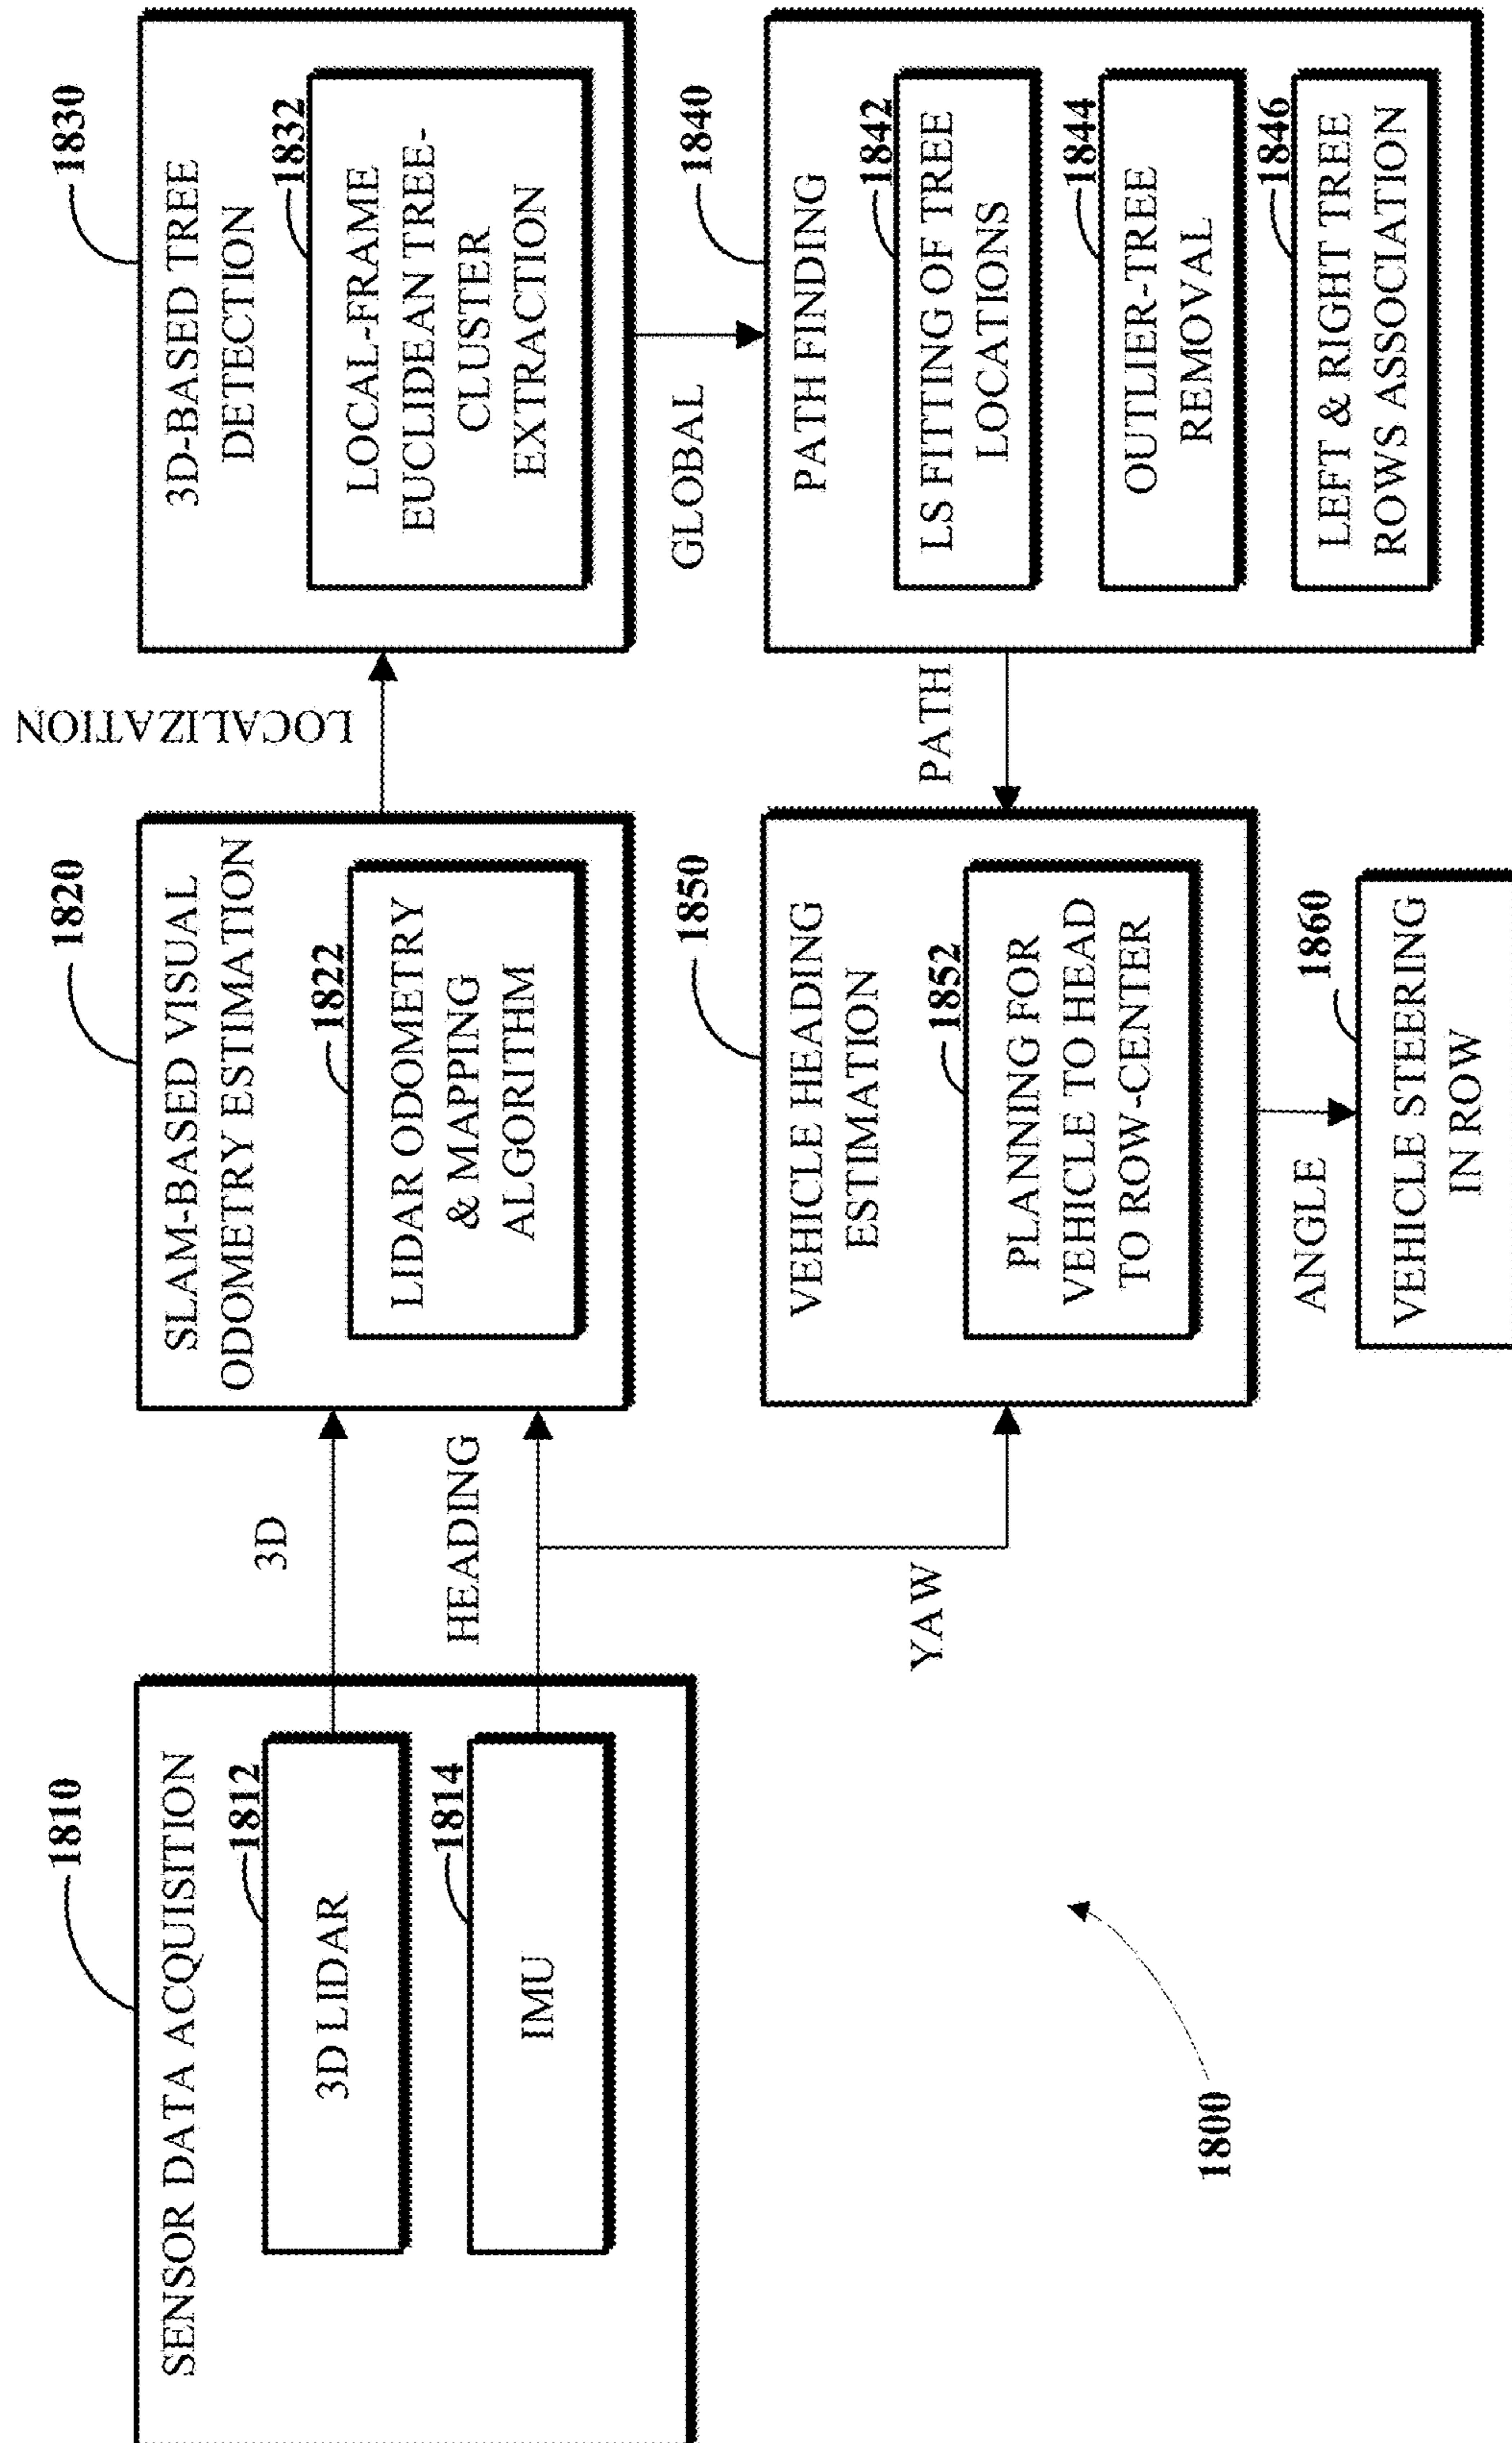 1810
SENSOR DATA ACQUISITION
1812
3D LIDAR
1814
IMU
3D
HEADING
YAW
1820
SLAM-BASED VISUAL
ODOMETRY ESTIMATION
1822
LIDAR ODOMETRY
& MAPPING
ALGORITHM
LOCALIZATION
1830
3D-BASED TREE
DETECTION
1832
LOCAL-FRAME
EUCLIDEAN TREE-
CLUSTER
EXTRACTION
GLOBAL
1840
PATH FINDING
1842
LS FITTING OF TREE
LOCATIONS
1844
OUTLIER-TREE
REMOVAL
1846
LEFT & RIGHT TREE
ROWS ASSOCIATION
PATH
1850
VEHICLE HEADING
ESTIMATION
1852
PLANNING FOR
VEHICLE TO HEAD
TO ROW-CENTER
ANGLE
1860
VEHICLE STEERING
IN ROW
1800